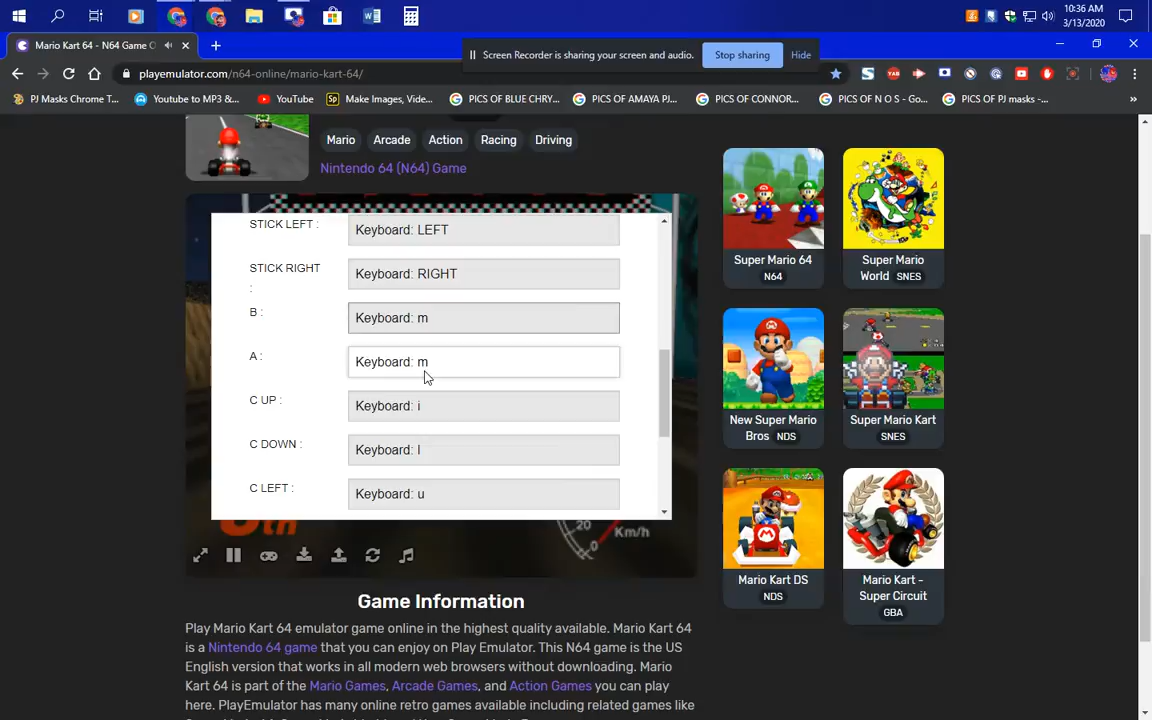 10:36 AM
3/13/2020
Mario Kart 64 - N64 Game O
Screen Recorder is sharing your screen and audio.
Stop sharing
Hide
playemulator.com/n64-online/mario-kart-64/
PJ Masks Chrome T...
Youtube to MP3 &...
YouTube
Make Images, Vide...
PICS OF BLUE CHRY...
PICS OF AMAYA PJ...
PICS OF CONNOR...
PICS OF N O S - Go...
PICS OF PJ masks -...
Mario
Arcade
Action
Racing
Driving
Nintendo 64 (N64) Game
STICK LEFT :
Keyboard: LEFT
STICK RIGHT
:
Keyboard: RIGHT
B :
Keyboard: m
A :
Keyboard: m
C UP :
Keyboard: i
C DOWN :
Keyboard: l
C LEFT :
Keyboard: u
8th
20
0
Km/h
Super Mario 64
N64
Super Mario
World SNES
New Super Mario
Bros NDS
Super Mario Kart
SNES
Mario Kart DS
NDS
Mario Kart -
Super Circuit
GBA
Game Information
Play Mario Kart 64 emulator game online in the highest quality available. Mario Kart 64
is a Nintendo 64 game that you can enjoy on Play Emulator. This N64 game is the US
English version that works in all modern web browsers without downloading. Mario
Kart 64 is part of the Mario Games, Arcade Games, and Action Games you can play
here. PlayEmulator has many online retro games available including related games like